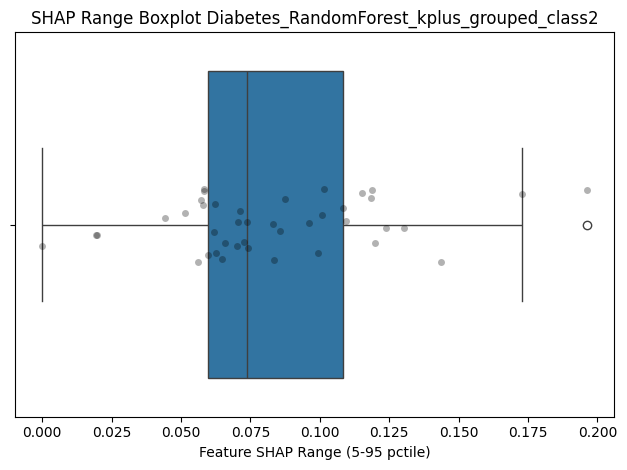 SHAP Range Boxplot Diabetes_RandomForest_kplus_grouped_class2
0.000 0.025 0.050 0.075 0.100 0.125 0.150 0.175 0.200
Feature SHAP Range (5-95 pctile)